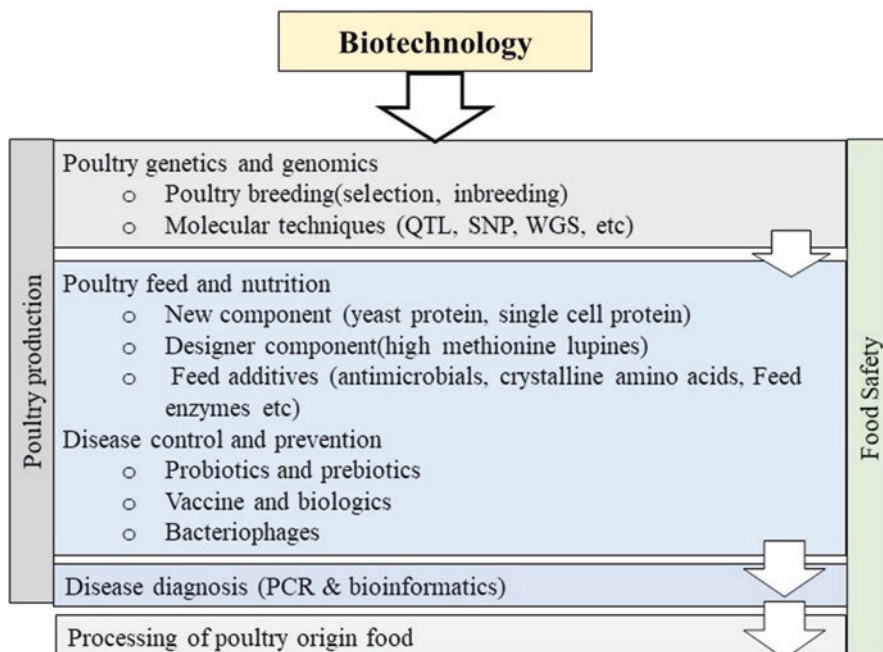 Biotechnology
Poultry production
Poultry genetics and genomics
o Poultry breeding(selection, inbreeding)
o Molecular techniques (QTL, SNP, WGS, etc)
Poultry feed and nutrition
o New component (yeast protein, single cell protein)
o Designer component(high methionine lupines)
o Feed additives (antimicrobials, crystalline amino acids, Feed
enzymes etc)
Disease control and prevention
o Probiotics and prebiotics
o Vaccine and biologics
o Bacteriophages
Disease diagnosis (PCR & bioinformatics)
Processing of poultry origin food
Food Safety